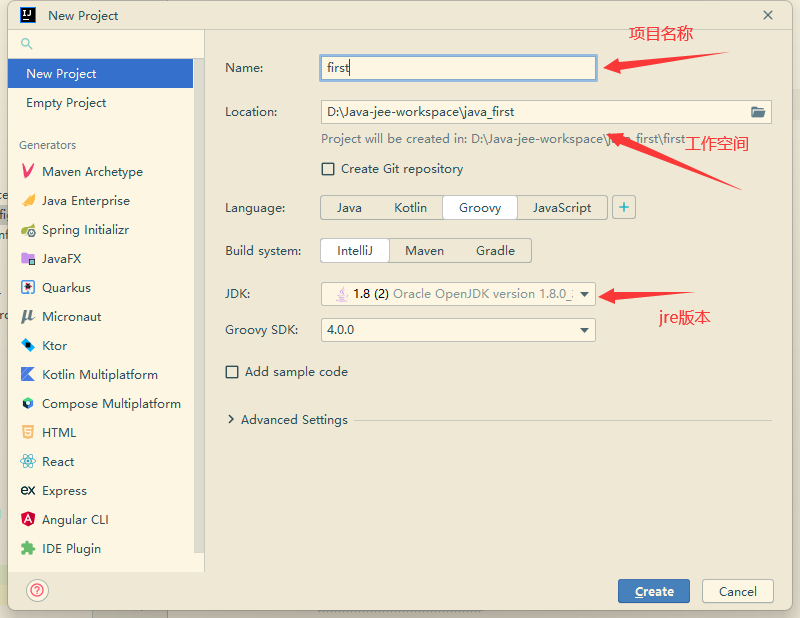 New Project
项目名称
New Project
Empty Project
Generators
Maven Archetype
Java Enterprise
Spring Initializr
JavaFX
Quarkus
Micronaut
Ktor
Kotlin Multiplatform
Compose Multiplatform
HTML
React
ex Express
Angular CLI
IDE Plugin
Name: first
Location: D:\Java-jee-workspace\java_first
Project will be created in: D:\Java-jee-workspace\java_first\first
工作空间
Create Git repository
Language: Java Kotlin Groovy JavaScript +
Build system: IntelliJ Maven Gradle
JDK: 1.8 (2) Oracle OpenJDK version 1.8.0_
jre版本
Groovy SDK: 4.0.0
Add sample code
Advanced Settings
?
Create Cancel